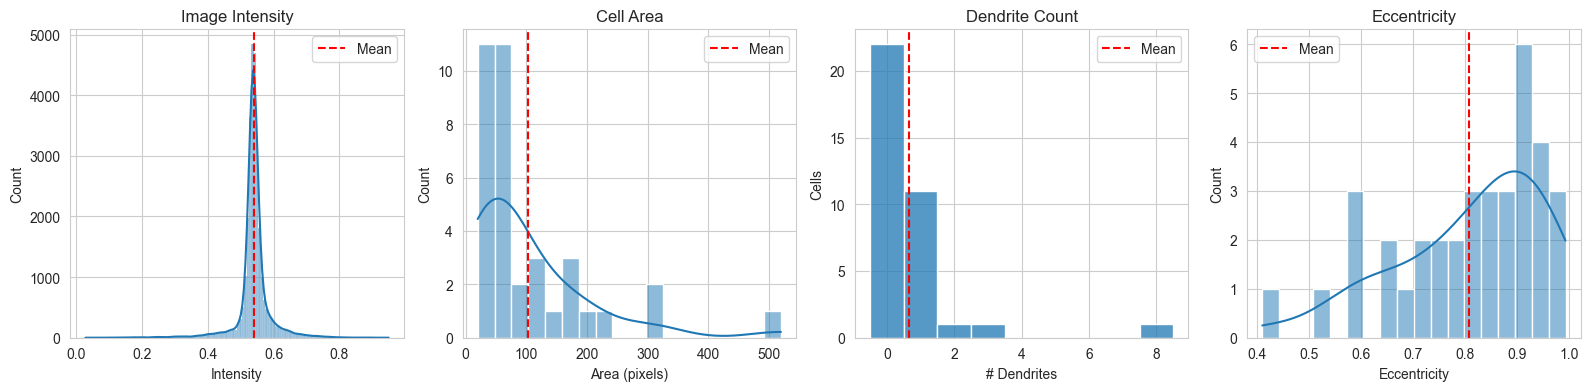 Image Intensity
Mean
5000
4000
3000
2000
1000
0
Count
0.0 0.2 0.4 0.6 0.8
Intensity
Cell Area
Mean
10
8
6
4
2
0
Count
0 100 200 300 400 500
Area (pixels)
Dendrite Count
Mean
20
15
10
5
0
Cells
0 2 4 6 8
# Dendrites
Eccentricity
Mean
6
5
4
3
2
1
0
Count
0.4 0.5 0.6 0.7 0.8 0.9 1.0
Eccentricity